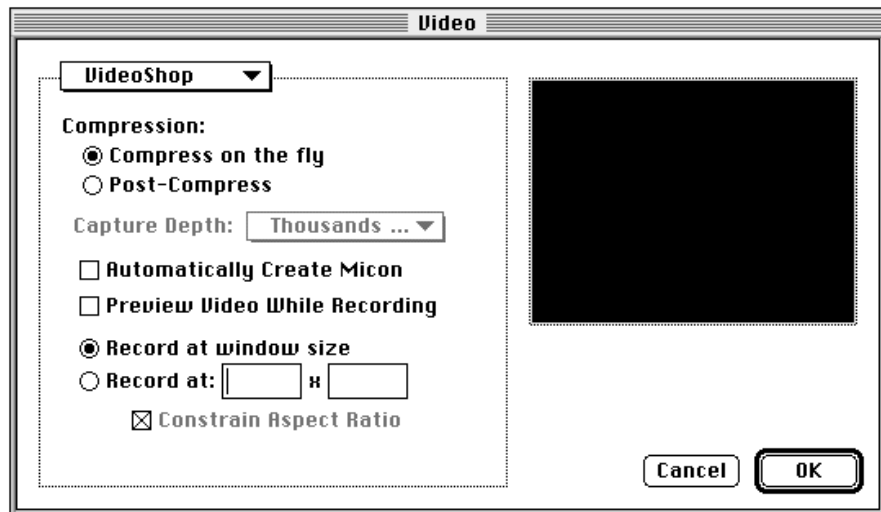 Video
VideoShop
Compression:
Compress on the fly
Post-Compress
Capture Depth: Thousands ...
Automatically Create Micon
Preview Video While Recording
Record at window size
Record at: x
Constrain Aspect Ratio
Cancel OK